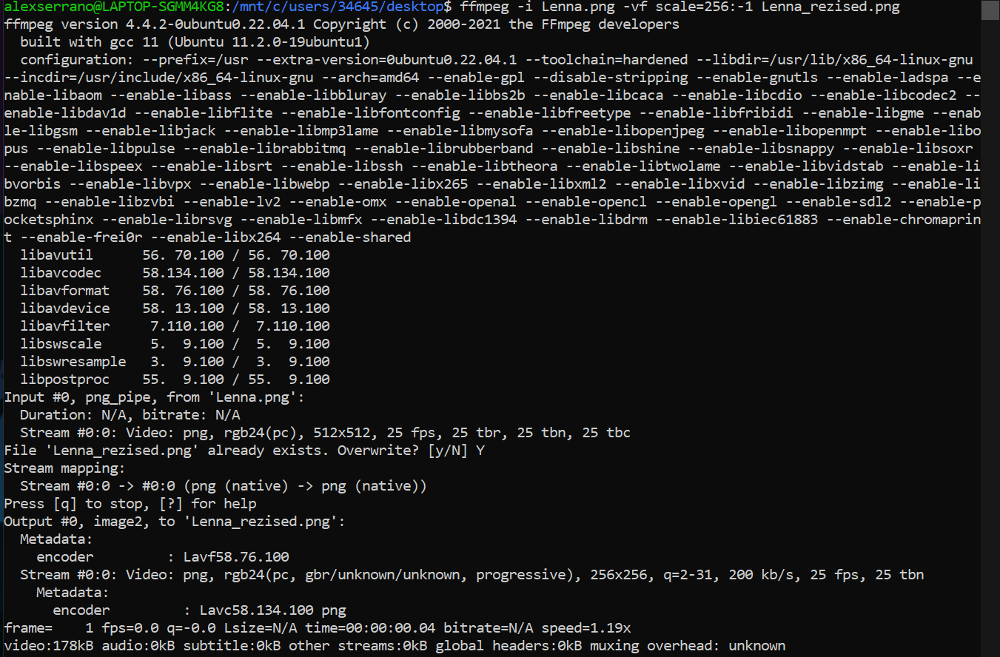 alexserrano@LAPTOP-SGMM4KG8:/mnt/c/users/34645/desktop$ ffmpeg -i Lenna.png -vf scale=256:-1 Lenna_rezised.png
ffmpeg version 4.4.2-0ubuntu0.22.04.1 Copyright (c) 2000-2021 the FFmpeg developers
  built with gcc 11 (Ubuntu 11.2.0-19ubuntu1)
  configuration: --prefix=/usr --extra-version=0ubuntu0.22.04.1 --toolchain=hardened --libdir=/usr/lib/x86_64-linux-gnu
--incdir=/usr/include/x86_64-linux-gnu --arch=amd64 --enable-gpl --disable-stripping --enable-gnutls --enable-ladspa --e
nable-libaom --enable-libass --enable-libbluray --enable-libbs2b --enable-libcaca --enable-libcdio --enable-libcodec2 --
enable-libdav1d --enable-libflite --enable-libfontconfig --enable-libfreetype --enable-libfribidi --enable-libgme --enab
le-libgsm --enable-libjack --enable-libmp3lame --enable-libmysofa --enable-libopenjpeg --enable-libopenmpt --enable-libo
pus --enable-libpulse --enable-librabbitmq --enable-librubberband --enable-libshine --enable-libsnappy --enable-libsoxr
--enable-libspeex --enable-libsrt --enable-libssh --enable-libtheora --enable-libtwolame --enable-libvidstab --enable-li
bvorbis --enable-libvpx --enable-libwebp --enable-libx265 --enable-libxml2 --enable-libxvid --enable-libzimg --enable-li
bzmq --enable-libzvbi --enable-lv2 --enable-omx --enable-openal --enable-opencl --enable-opengl --enable-sdl2 --enable-p
ocketsphinx --enable-librsvg --enable-libmfx --enable-libdc1394 --enable-libdrm --enable-libiec61883 --enable-chromaprin
t --enable-frei0r --enable-libx264 --enable-shared
  libavutil      56. 70.100 / 56. 70.100
  libavcodec     58.134.100 / 58.134.100
  libavformat    58. 76.100 / 58. 76.100
  libavdevice    58. 13.100 / 58. 13.100
  libavfilter     7.110.100 /  7.110.100
  libswscale      5.  9.100 /  5.  9.100
  libswresample   3.  9.100 /  3.  9.100
  libpostproc    55.  9.100 / 55.  9.100
Input #0, png_pipe, from 'Lenna.png':
  Duration: N/A, bitrate: N/A
  Stream #0:0: Video: png, rgb24(pc), 512x512, 25 fps, 25 tbr, 25 tbn, 25 tbc
File 'Lenna_rezised.png' already exists. Overwrite? [y/N] Y
Stream mapping:
  Stream #0:0 -> #0:0 (png (native) -> png (native))
Press [q] to stop, [?] for help
Output #0, image2, to 'Lenna_rezised.png':
  Metadata:
    encoder         : Lavf58.76.100
  Stream #0:0: Video: png, rgb24(pc, gbr/unknown/unknown, progressive), 256x256, q=2-31, 200 kb/s, 25 fps, 25 tbn
    Metadata:
      encoder         : Lavc58.134.100 png
frame=    1 fps=0.0 q=-0.0 Lsize=N/A time=00:00:00.04 bitrate=N/A speed=1.19x
video:178kB audio:0kB subtitle:0kB other streams:0kB global headers:0kB muxing overhead: unknown